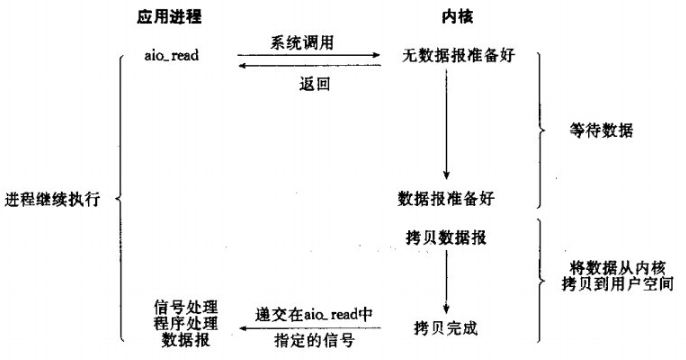 应用进程
内核
系统调用
aio_read
无数据报准备好
返回
等待数据
进程继续执行
数据报准备好
拷贝数据报
将数据从内核
拷贝到用户空间
信号处理
程序处理
数据报
递交在aio_read中
指定的信号
拷贝完成